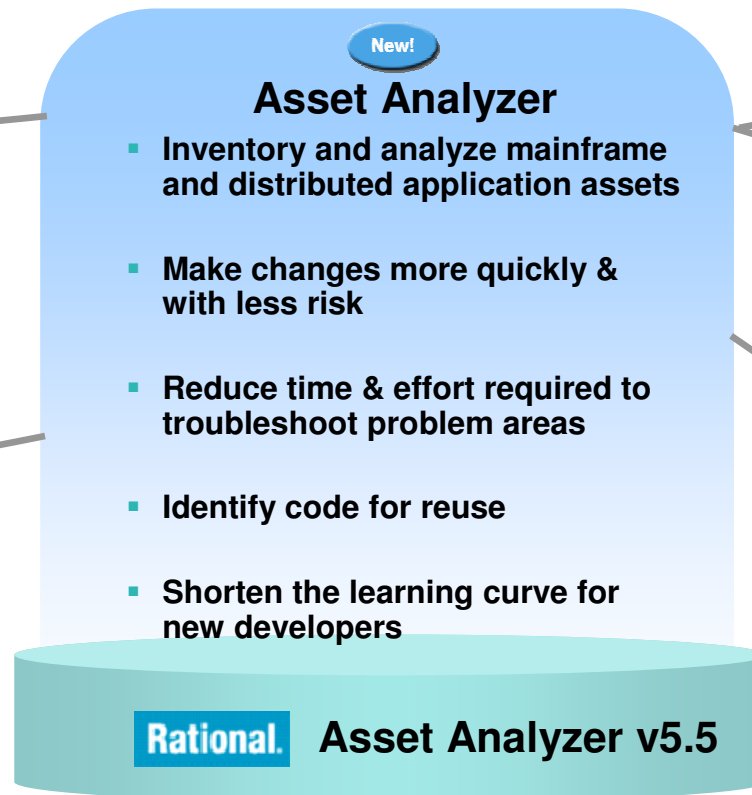 New!
Asset Analyzer
▪ Inventory and analyze mainframe
and distributed application assets
▪ Make changes more quickly &
with less risk
▪ Reduce time & effort required to
troubleshoot problem areas
▪ Identify code for reuse
▪ Shorten the learning curve for
new developers
Rational. Asset Analyzer v5.5